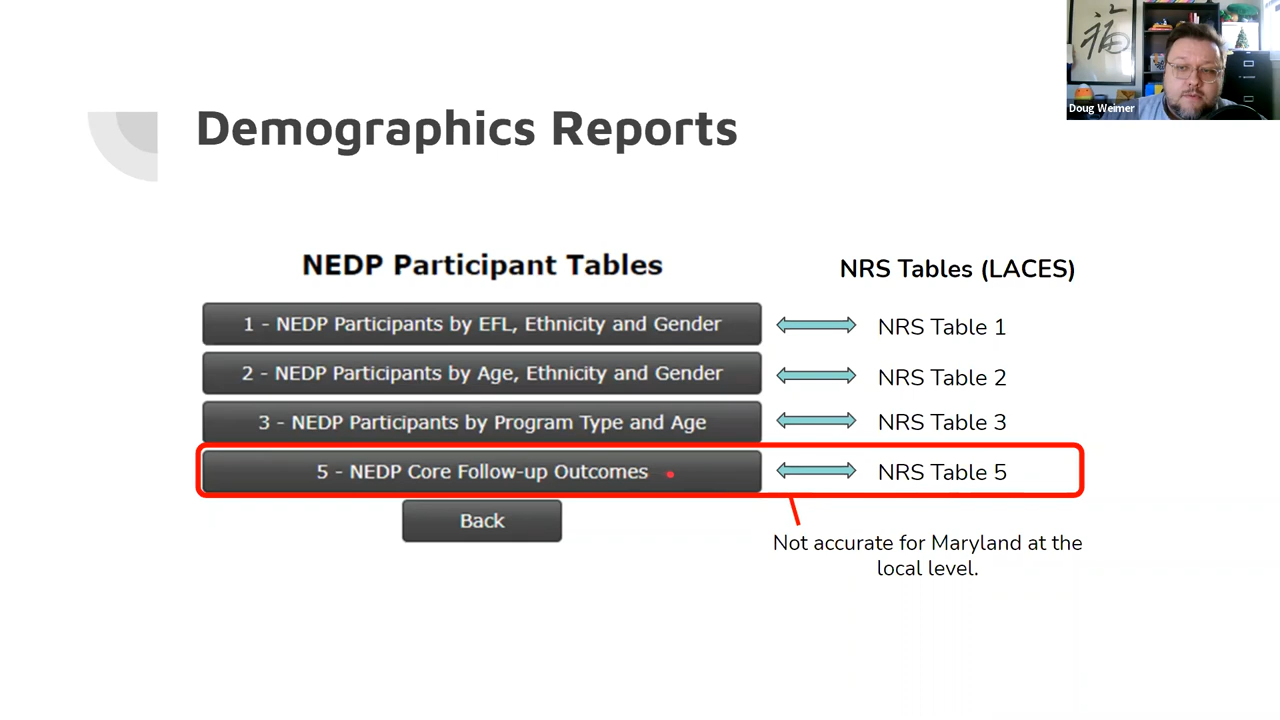 福
Doug Weimer
Demographics Reports
NEDP Participant Tables
NRS Tables (LACES)
1 - NEDP Participants by EFL, Ethnicity and Gender
NRS Table 1
2 - NEDP Participants by Age, Ethnicity and Gender
NRS Table 2
3 - NEDP Participants by Program Type and Age
NRS Table 3
5 - NEDP Core Follow-up Outcomes
NRS Table 5
Back
Not accurate for Maryland at the
local level.